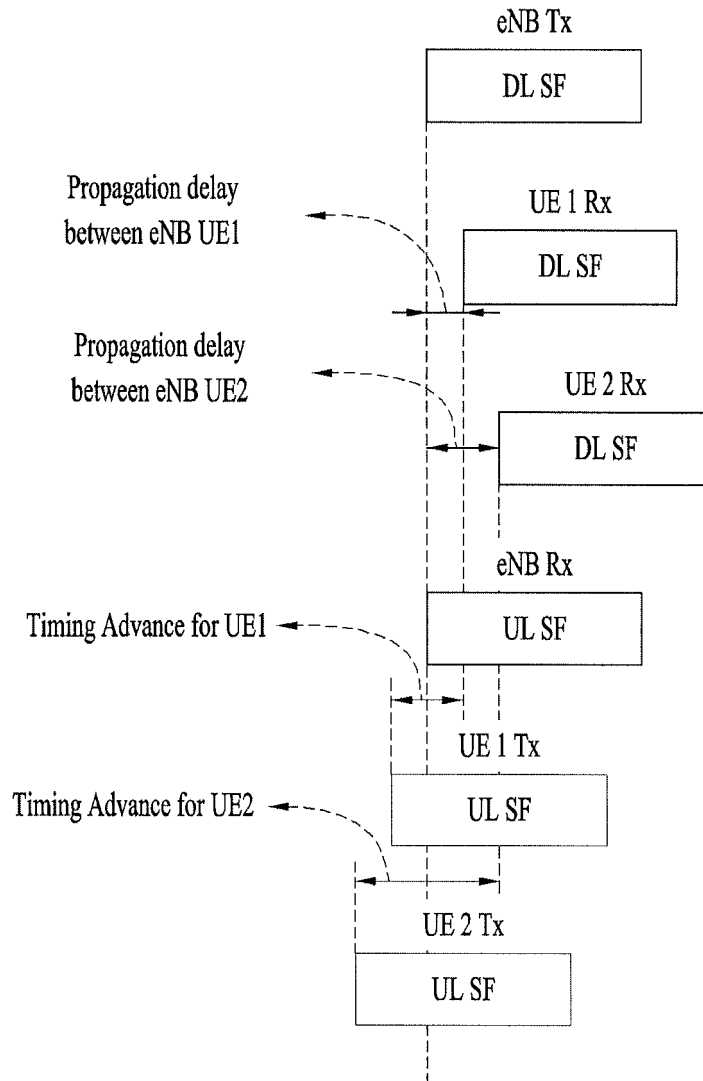 eNB Tx
DL SF
Propagation delay
between eNB UE1
UE 1 Rx
DL SF
Propagation delay
between eNB UE2
UE 2 Rx
DL SF
eNB Rx
Timing Advance for UE1
UL SF
UE 1 Tx
Timing Advance for UE2
UL SF
UE 2 Tx
UL SF